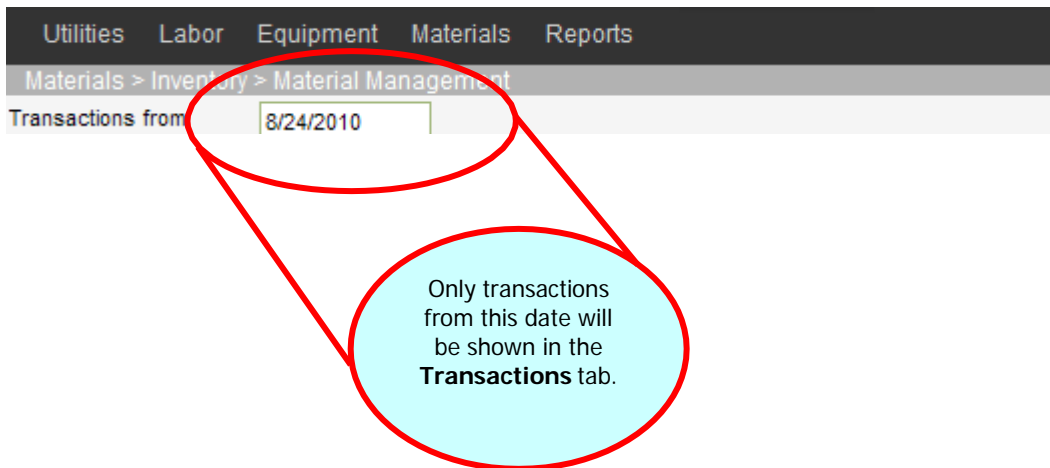 Utilities Labor Equipment Materials Reports
Materials > Inventory > Material Management
Transactions from 8/24/2010
Only transactions
from this date will
be shown in the
Transactions tab.